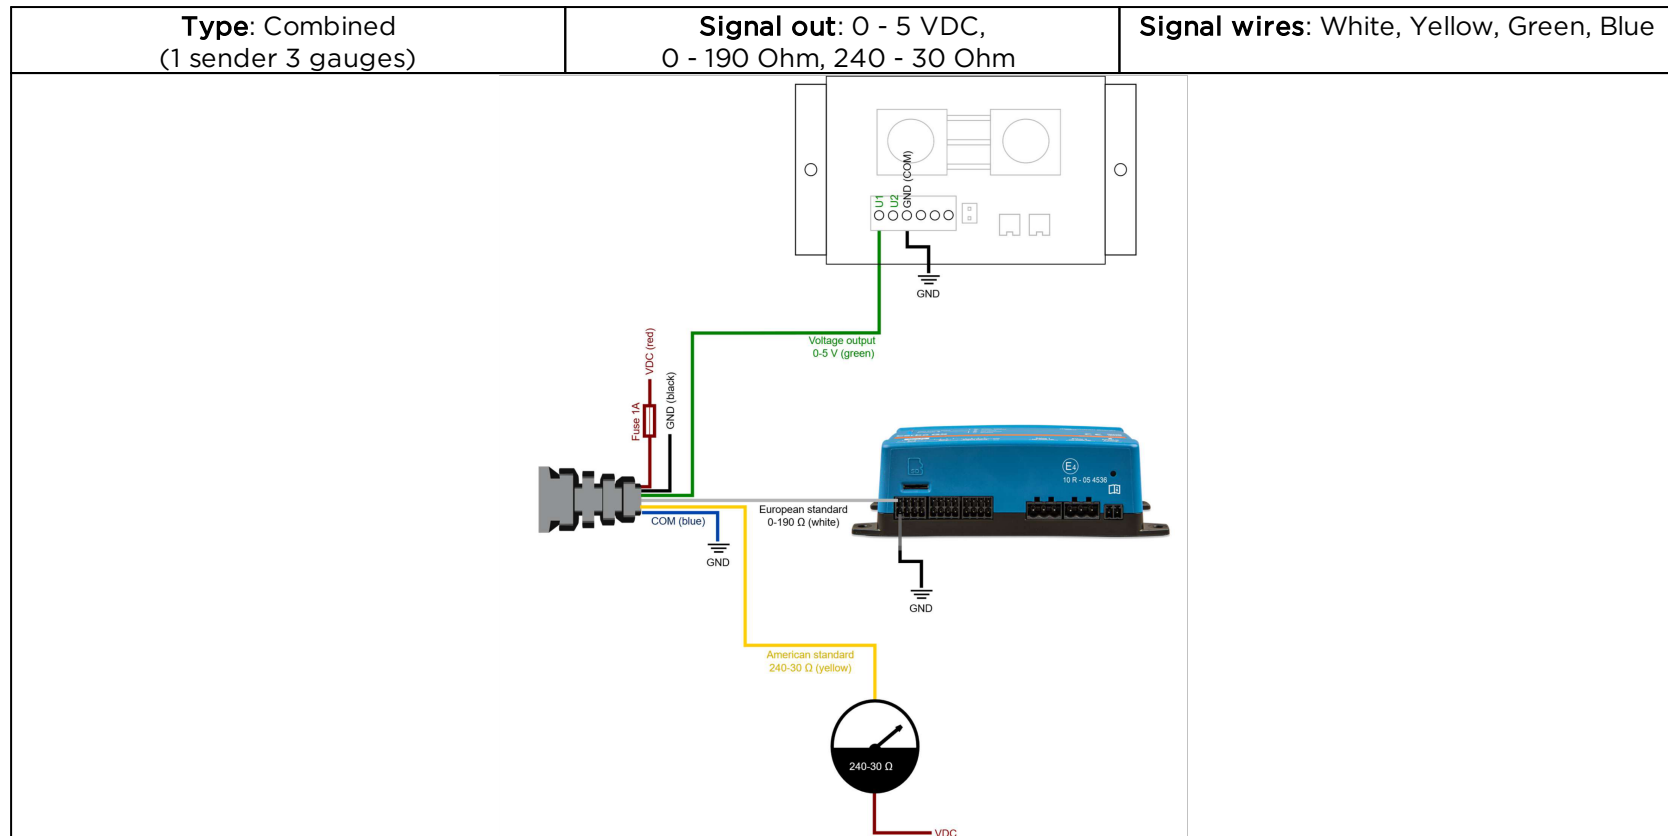 Type: Combined
(1 sender 3 gauges)
Signal out: 0 - 5 VDC,
0 - 190 Ohm, 240 - 30 Ohm
Signal wires: White, Yellow, Green, Blue
U1
U2
GND (COM)
GND
Voltage output
0-5 V (green)
VDC (red)
Fuse 1A
GND (black)
E4
10 R - 05 4536
European standard
0-190 Ω (white)
COM (blue)
GND
GND
American standard
240-30 Ω (yellow)
240-30 Ω
VDC